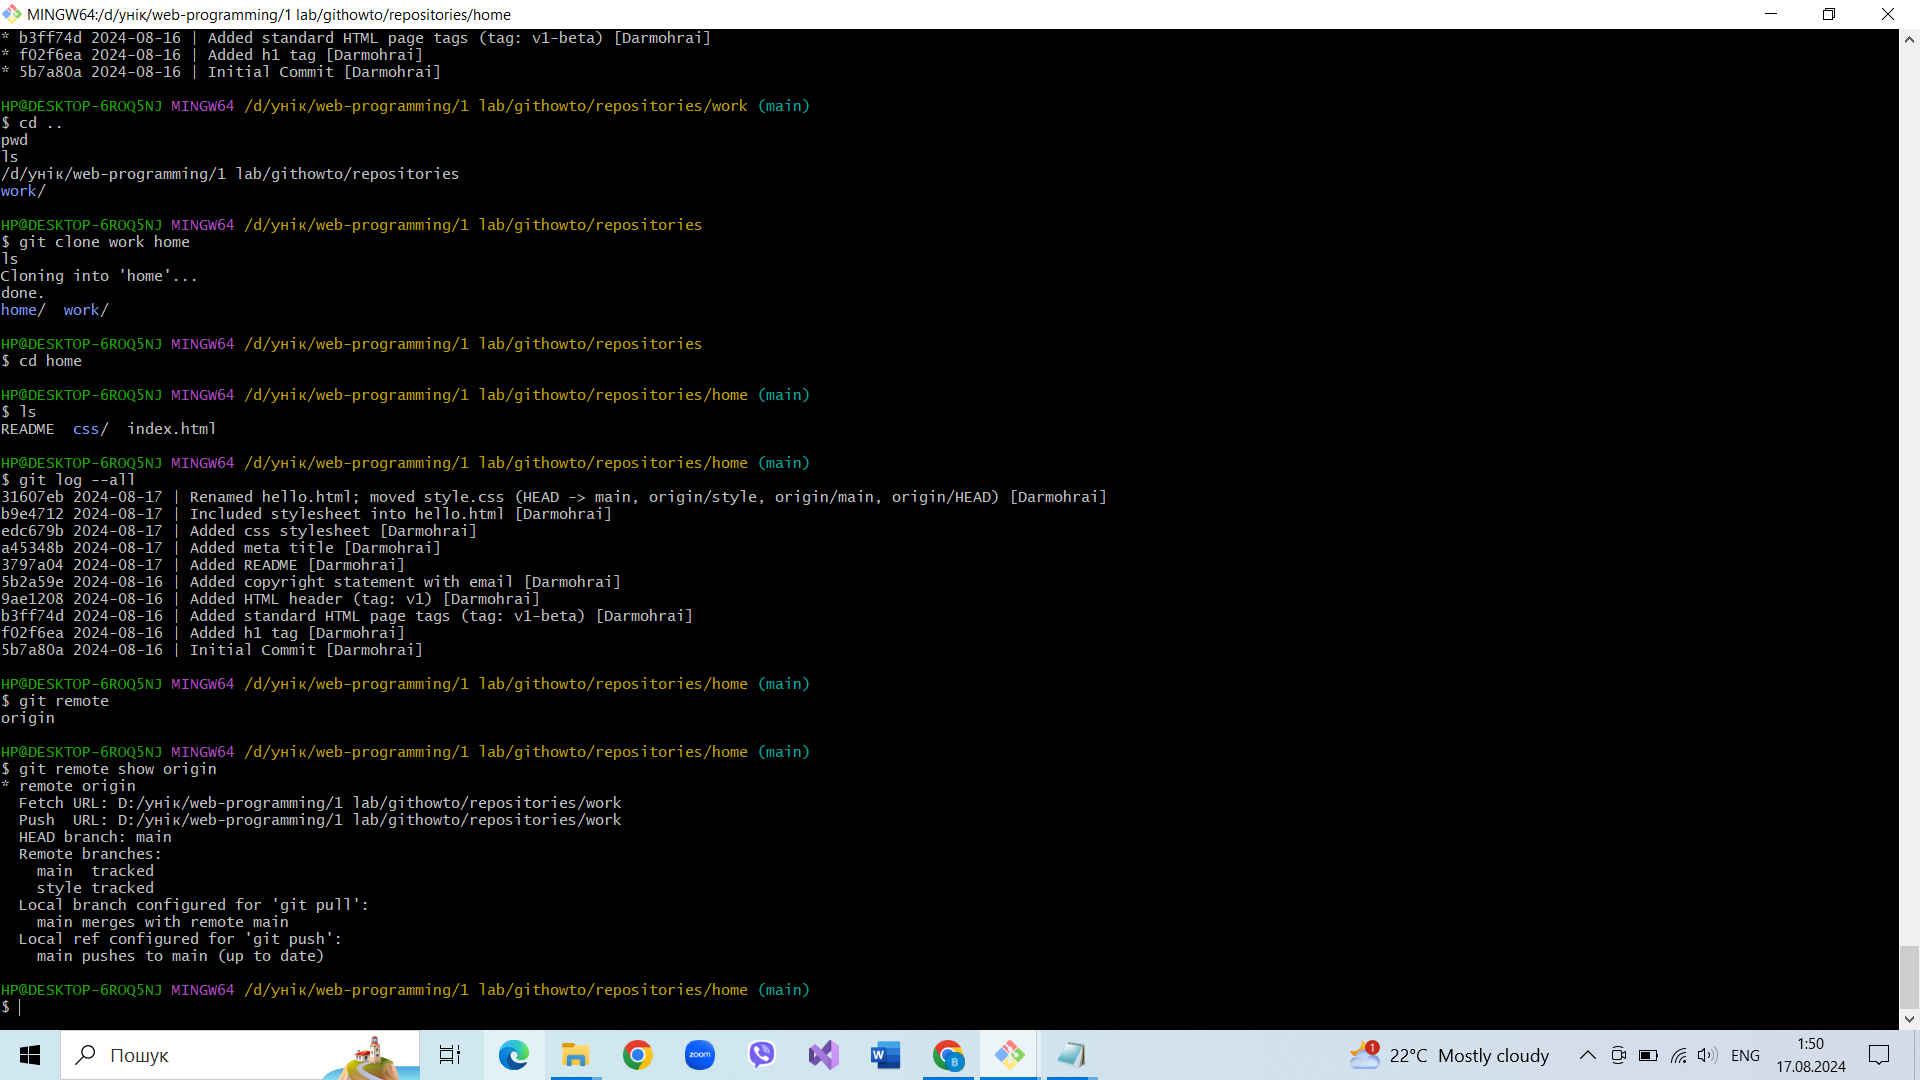 MINGW64:/d/унік/web-programming/1 lab/githowto/repositories/home
* b3ff74d 2024-08-16 | Added standard HTML page tags (tag: v1-beta) [Darmohrai]
* f02f6ea 2024-08-16 | Added h1 tag [Darmohrai]
* 5b7a80a 2024-08-16 | Initial Commit [Darmohrai]
HP@DESKTOP-6ROQ5NJ MINGW64 /d/унік/web-programming/1 lab/githowto/repositories/work (main)
$ cd ..
pwd
ls
/d/унік/web-programming/1 lab/githowto/repositories
work/
HP@DESKTOP-6ROQ5NJ MINGW64 /d/унік/web-programming/1 lab/githowto/repositories
$ git clone work home
ls
Cloning into 'home'...
done.
home/  work/
HP@DESKTOP-6ROQ5NJ MINGW64 /d/унік/web-programming/1 lab/githowto/repositories
$ cd home
HP@DESKTOP-6ROQ5NJ MINGW64 /d/унік/web-programming/1 lab/githowto/repositories/home (main)
$ ls
README  css/  index.html
HP@DESKTOP-6ROQ5NJ MINGW64 /d/унік/web-programming/1 lab/githowto/repositories/home (main)
$ git log --all
31607eb 2024-08-17 | Renamed hello.html; moved style.css (HEAD -> main, origin/style, origin/main, origin/HEAD) [Darmohrai]
b9e4712 2024-08-17 | Included stylesheet into hello.html [Darmohrai]
edc679b 2024-08-17 | Added css stylesheet [Darmohrai]
a45348b 2024-08-17 | Added meta title [Darmohrai]
3797a04 2024-08-17 | Added README [Darmohrai]
5b2a59e 2024-08-16 | Added copyright statement with email [Darmohrai]
9ae1208 2024-08-16 | Added HTML header (tag: v1) [Darmohrai]
b3ff74d 2024-08-16 | Added standard HTML page tags (tag: v1-beta) [Darmohrai]
f02f6ea 2024-08-16 | Added h1 tag [Darmohrai]
5b7a80a 2024-08-16 | Initial Commit [Darmohrai]
HP@DESKTOP-6ROQ5NJ MINGW64 /d/унік/web-programming/1 lab/githowto/repositories/home (main)
$ git remote
origin
HP@DESKTOP-6ROQ5NJ MINGW64 /d/унік/web-programming/1 lab/githowto/repositories/home (main)
$ git remote show origin
* remote origin
  Fetch URL: D:/унік/web-programming/1 lab/githowto/repositories/work
  Push  URL: D:/унік/web-programming/1 lab/githowto/repositories/work
  HEAD branch: main
  Remote branches:
    main  tracked
    style tracked
  Local branch configured for 'git pull':
    main merges with remote main
  Local ref configured for 'git push':
    main pushes to main (up to date)
HP@DESKTOP-6ROQ5NJ MINGW64 /d/унік/web-programming/1 lab/githowto/repositories/home (main)
$
Пошук
zoom
W
B
1
22°C  Mostly cloudy
ENG
1:50
17.08.2024